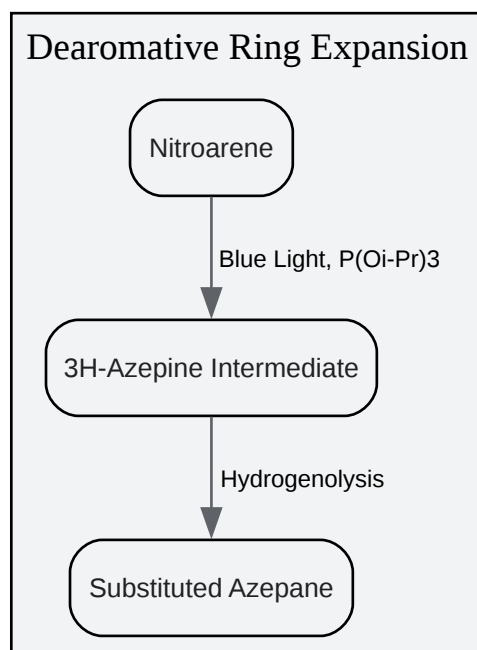 Dearomative Ring Expansion
Nitroarene
Blue Light, P(Oi-Pr)3
3H-Azepine Intermediate
Hydrogenolysis
Substituted Azepane